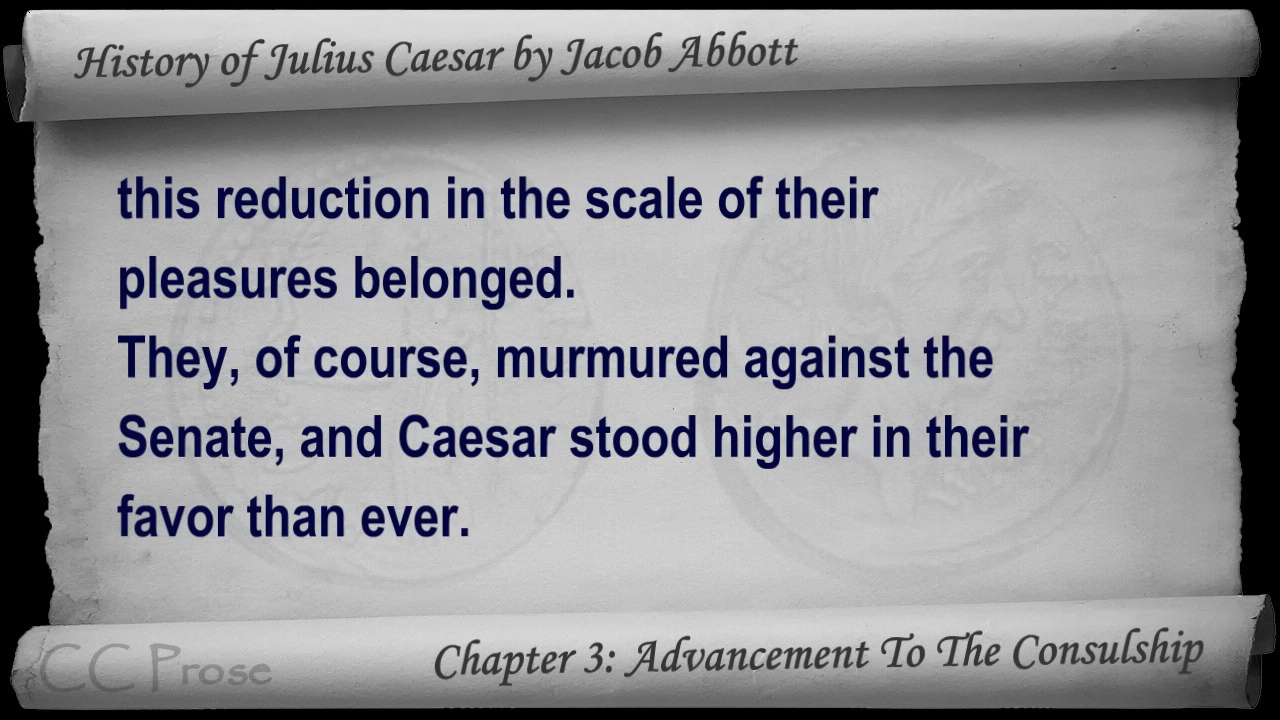 History of Julius Caesar by Jacob Abbott
this reduction in the scale of their
pleasures belonged.
They, of course, murmured against the
Senate, and Caesar stood higher in their
favor than ever.
CC Prose
Chapter 3: Advancement To The Consulship